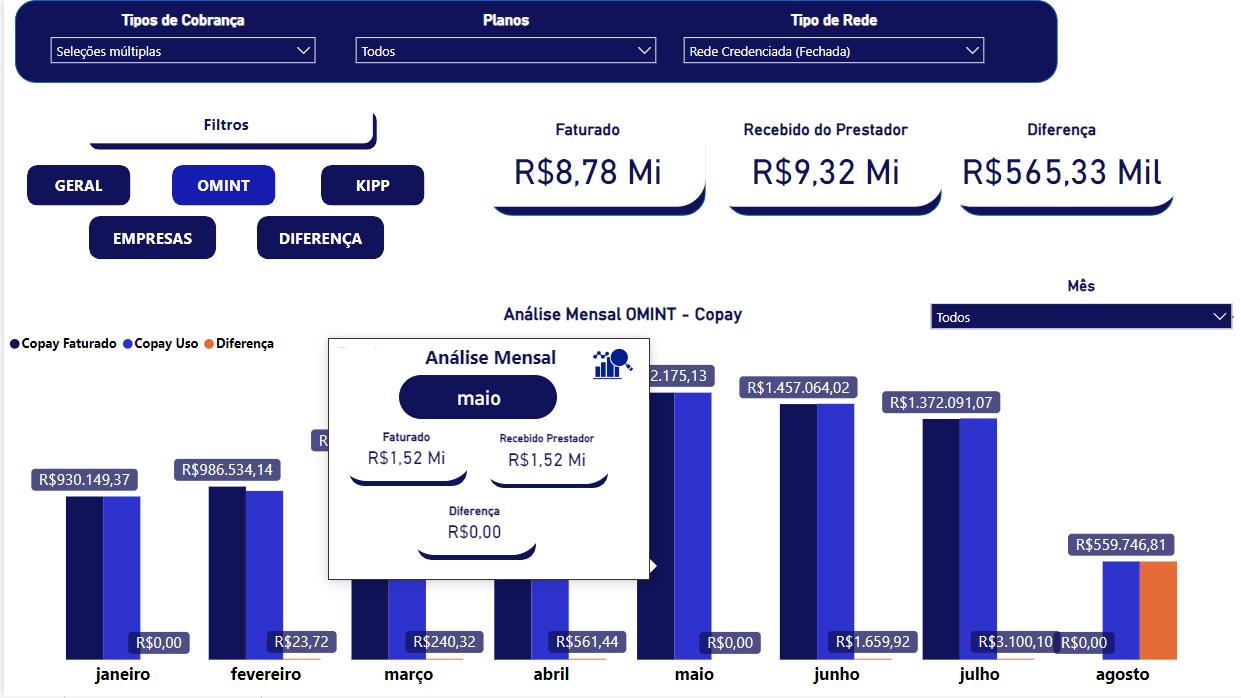 Tipos de Cobrança
Planos
Tipo de Rede
Seleções múltiplas
Todos
Rede Credenciada (Fechada)
Filtros
GERAL
OMINT
KIPP
EMPRESAS
DIFERENÇA
Faturado
R$8,78 Mi
Recebido do Prestador
R$9,32 Mi
Diferença
R$565,33 Mil
Mês
Todos
Análise Mensal OMINT - Copay
Copay Faturado
Copay Uso
Diferença
Análise Mensal
maio
Faturado
R$1,52 Mi
Recebido Prestador
R$1,52 Mi
Diferença
R$0,00
R$930.149,37
R$986.534,14
2.175,13
R$1.457.064,02
R$1.372.091,07
R$559.746,81
R$0,00
R$23,72
R$240,32
R$561,44
R$0,00
R$1.659,92
R$3.100,10
R$0,00
janeiro
fevereiro
março
abril
maio
junho
julho
agosto